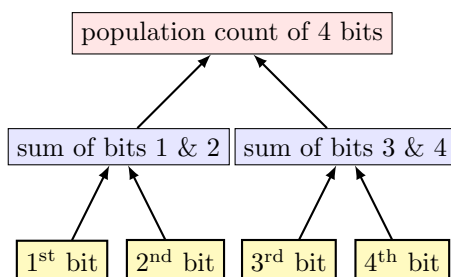 population count of 4 bits
sum of bits 1 & 2
sum of bits 3 & 4
1st bit
2nd bit
3rd bit
4th bit